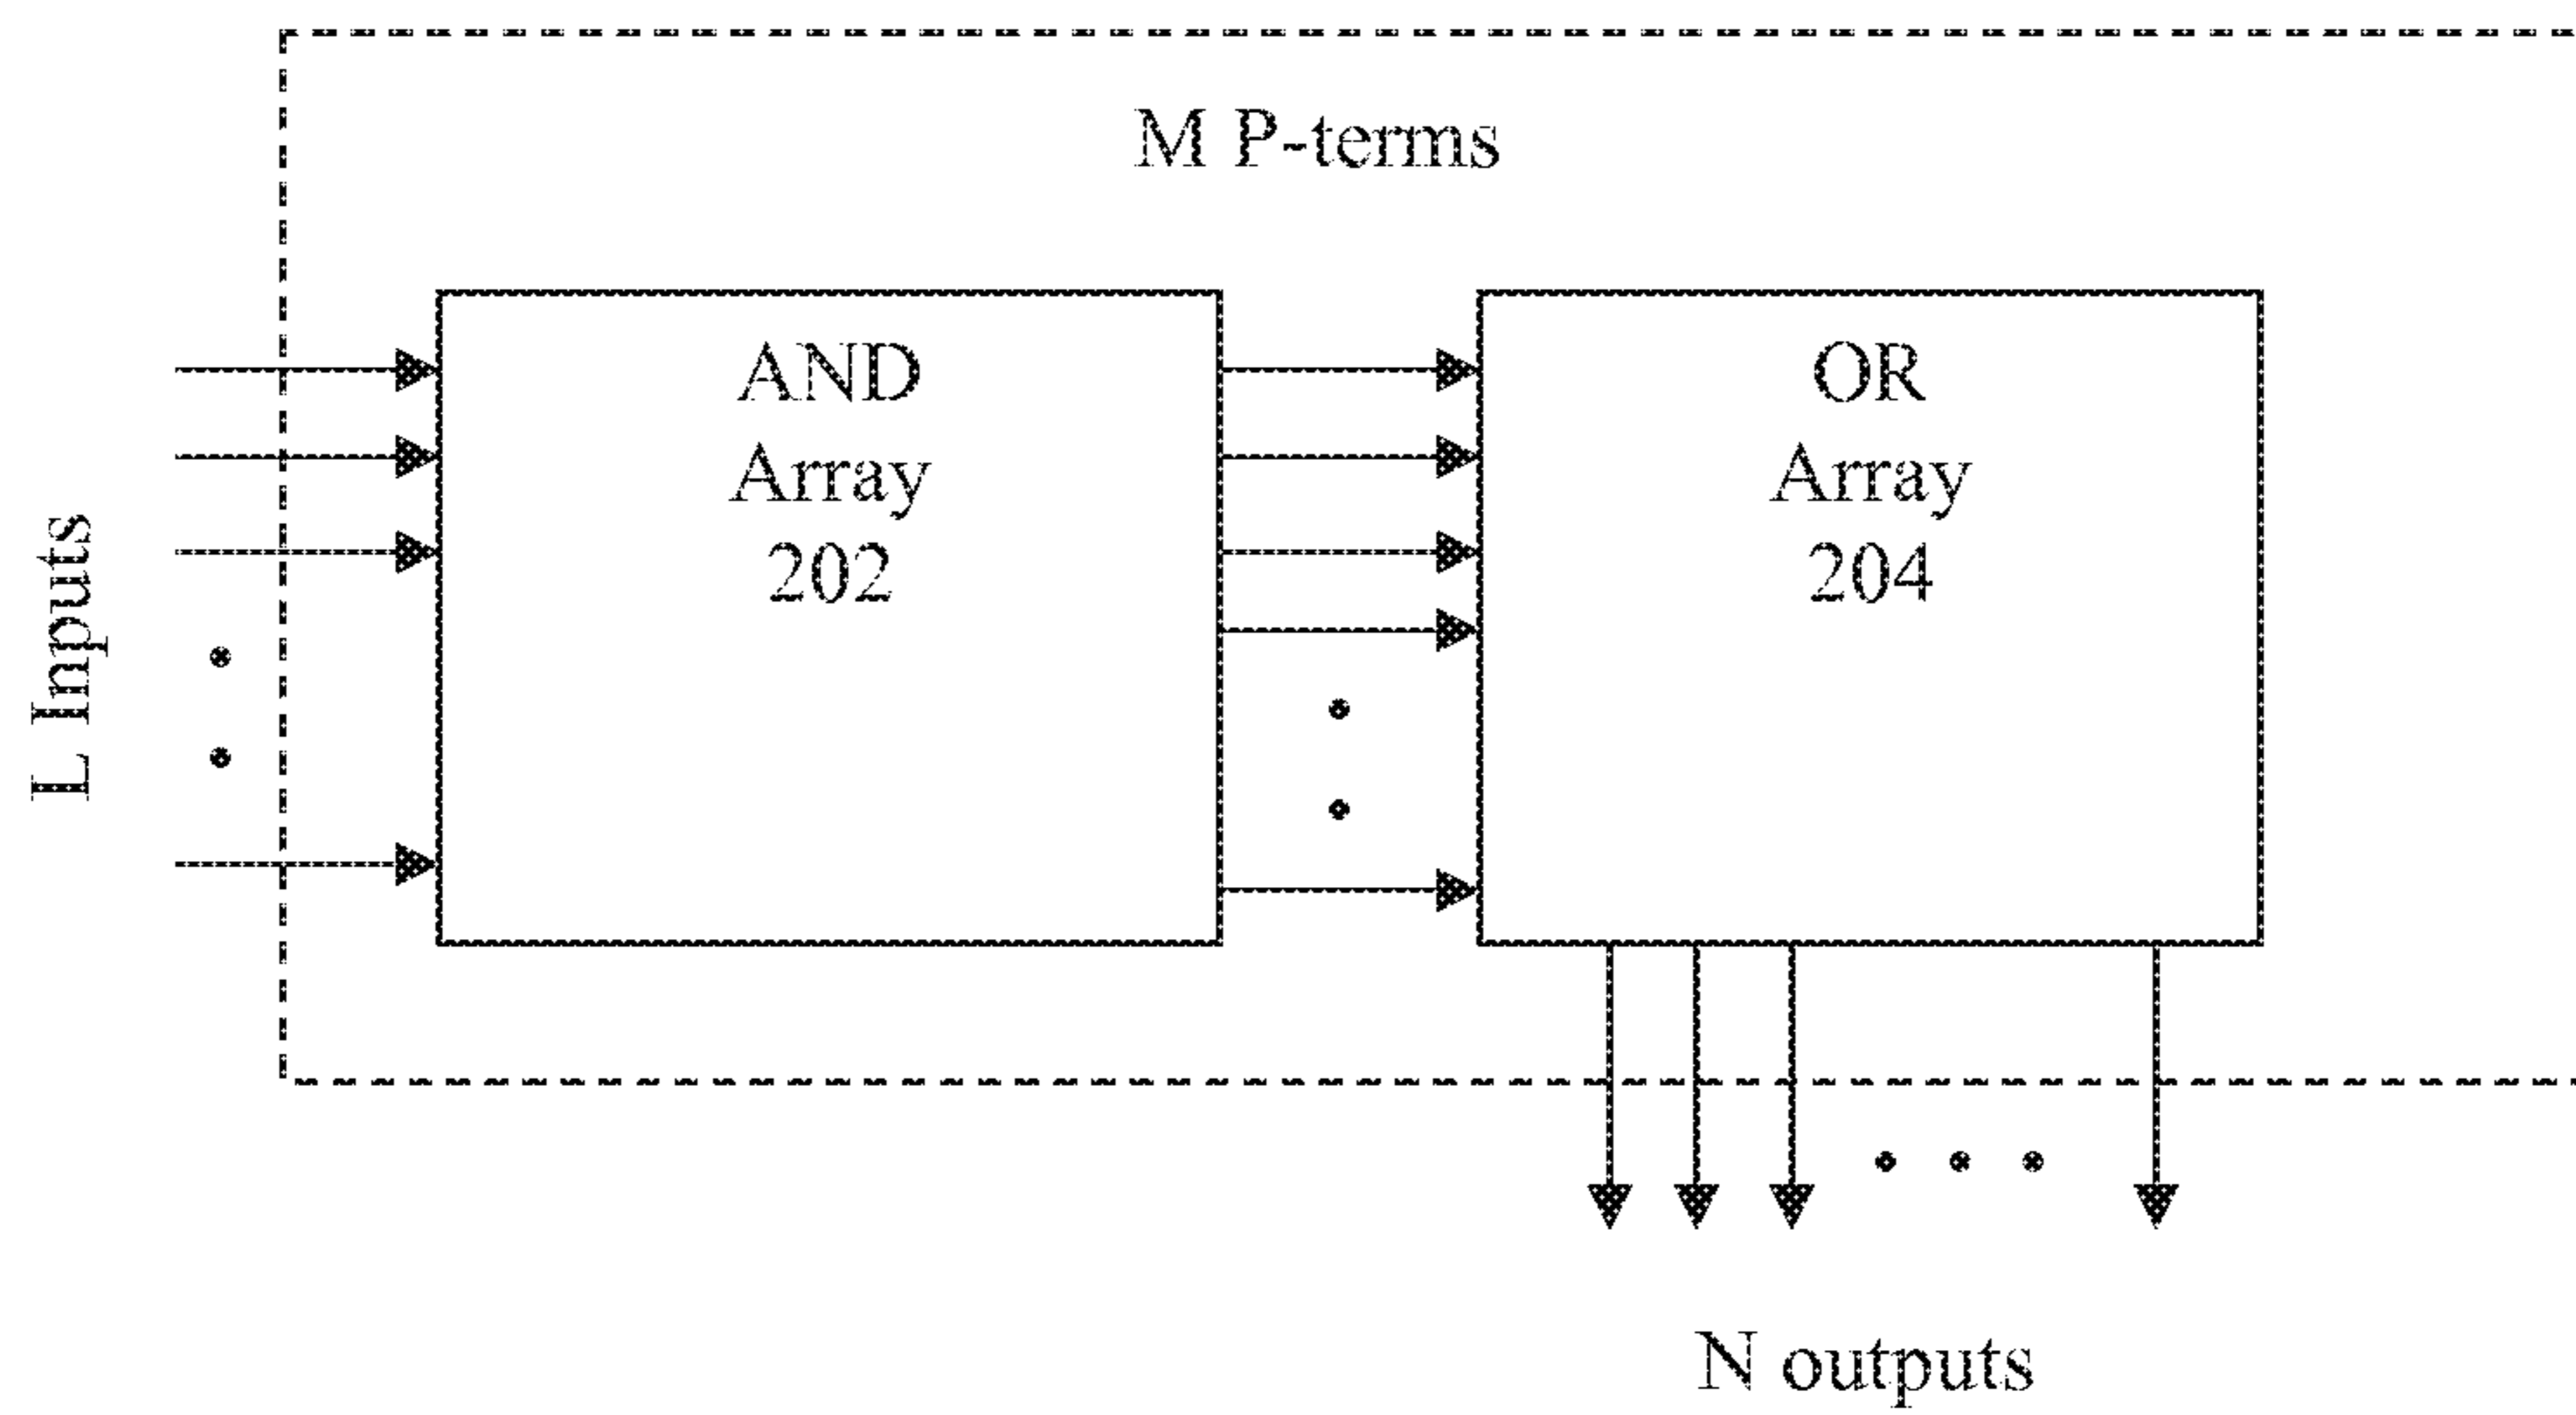 M P-terms
L Inputs
AND
Array
202
OR
Array
204
N outputs